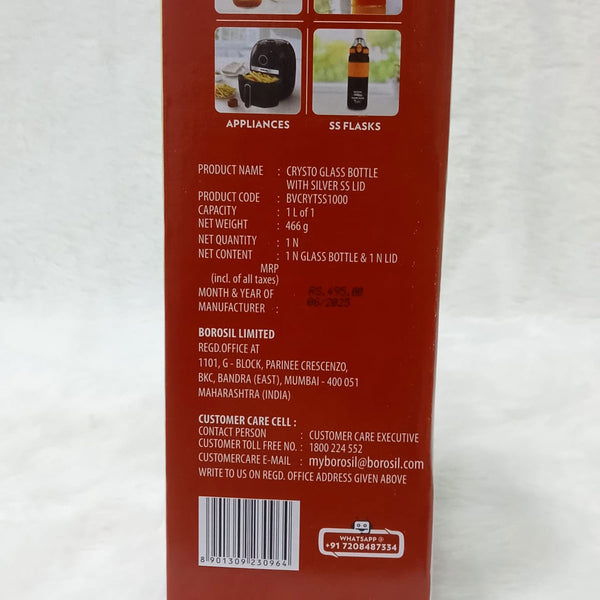 APPLIANCES SS FLASKS
PRODUCT NAME : CRYSTO GLASS BOTTLE
WITH SILVER SS LID
PRODUCT CODE : BVCRYTSS1000
CAPACITY : 1 L of 1
NET WEIGHT : 466 g
NET QUANTITY : 1 N
NET CONTENT : 1 N GLASS BOTTLE & 1 N LID
MRP
(incl. of all taxes) RS.495.00
MONTH & YEAR OF 06/2025
MANUFACTURER :
BOROSIL LIMITED
REGD.OFFICE AT
1101, G - BLOCK, PARINEE CRESCENZO,
BKC, BANDRA (EAST), MUMBAI - 400 051
MAHARASHTRA (INDIA)
CUSTOMER CARE CELL :
CONTACT PERSON : CUSTOMER CARE EXECUTIVE
CUSTOMER TOLL FREE NO. : 1800 224 552
CUSTOMERCARE E-MAIL : myborosil@borosil.com
WRITE TO US ON REGD. OFFICE ADDRESS GIVEN ABOVE
8 901309 230964
WHATSAPP @
+91 7208487334